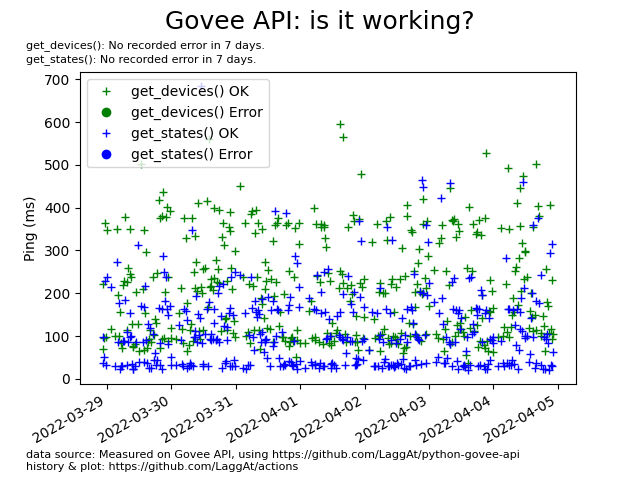 Govee API: is it working?
get_devices(): No recorded error in 7 days.
get_states(): No recorded error in 7 days.
700
600
500
400
300
200
100
0
Ping (ms)
get_devices() OK
get_devices() Error
get_states() OK
get_states() Error
2022-03-29
2022-03-30
2022-03-31
2022-04-01
2022-04-02
2022-04-03
2022-04-04
2022-04-05
data source: Measured on Govee API, using https://github.com/LaggAt/python-govee-api
history & plot: https://github.com/LaggAt/actions